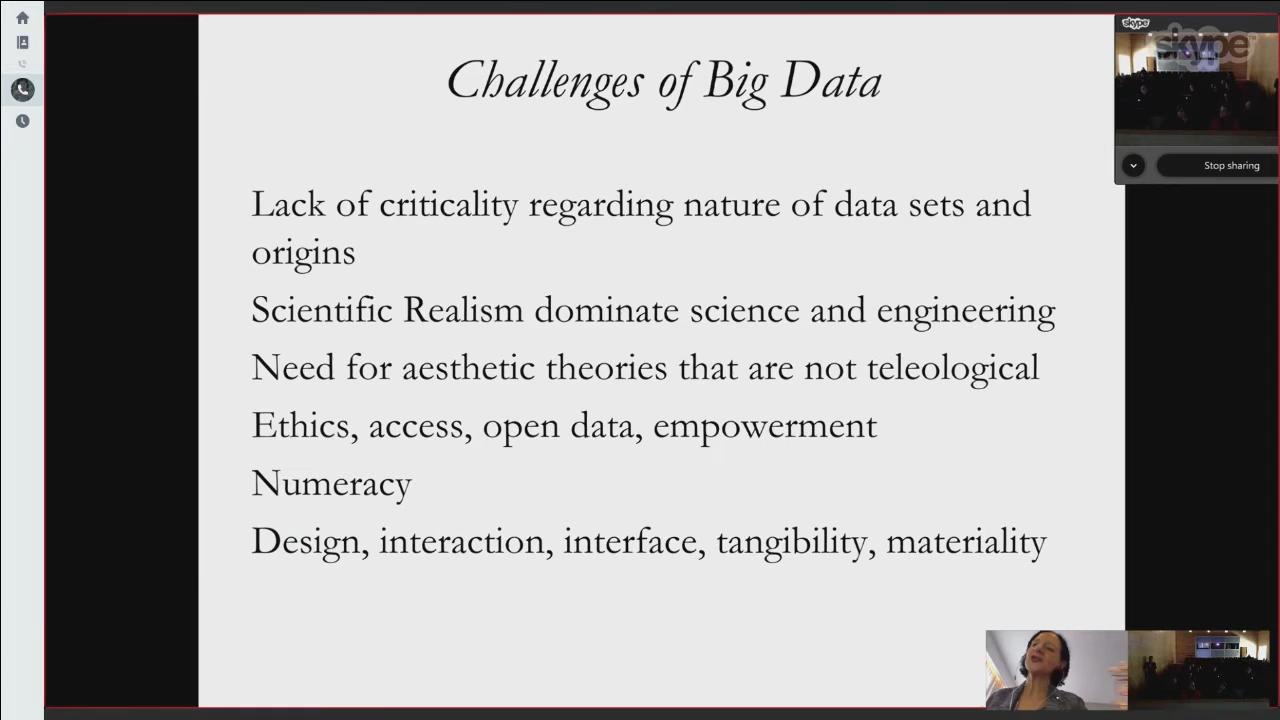 Challenges of Big Data
skype
skype
Stop sharing
Lack of criticality regarding nature of data sets and
origins
Scientific Realism dominate science and engineering
Need for aesthetic theories that are not teleological
Ethics, access, open data, empowerment
Numeracy
Design, interaction, interface, tangibility, materiality